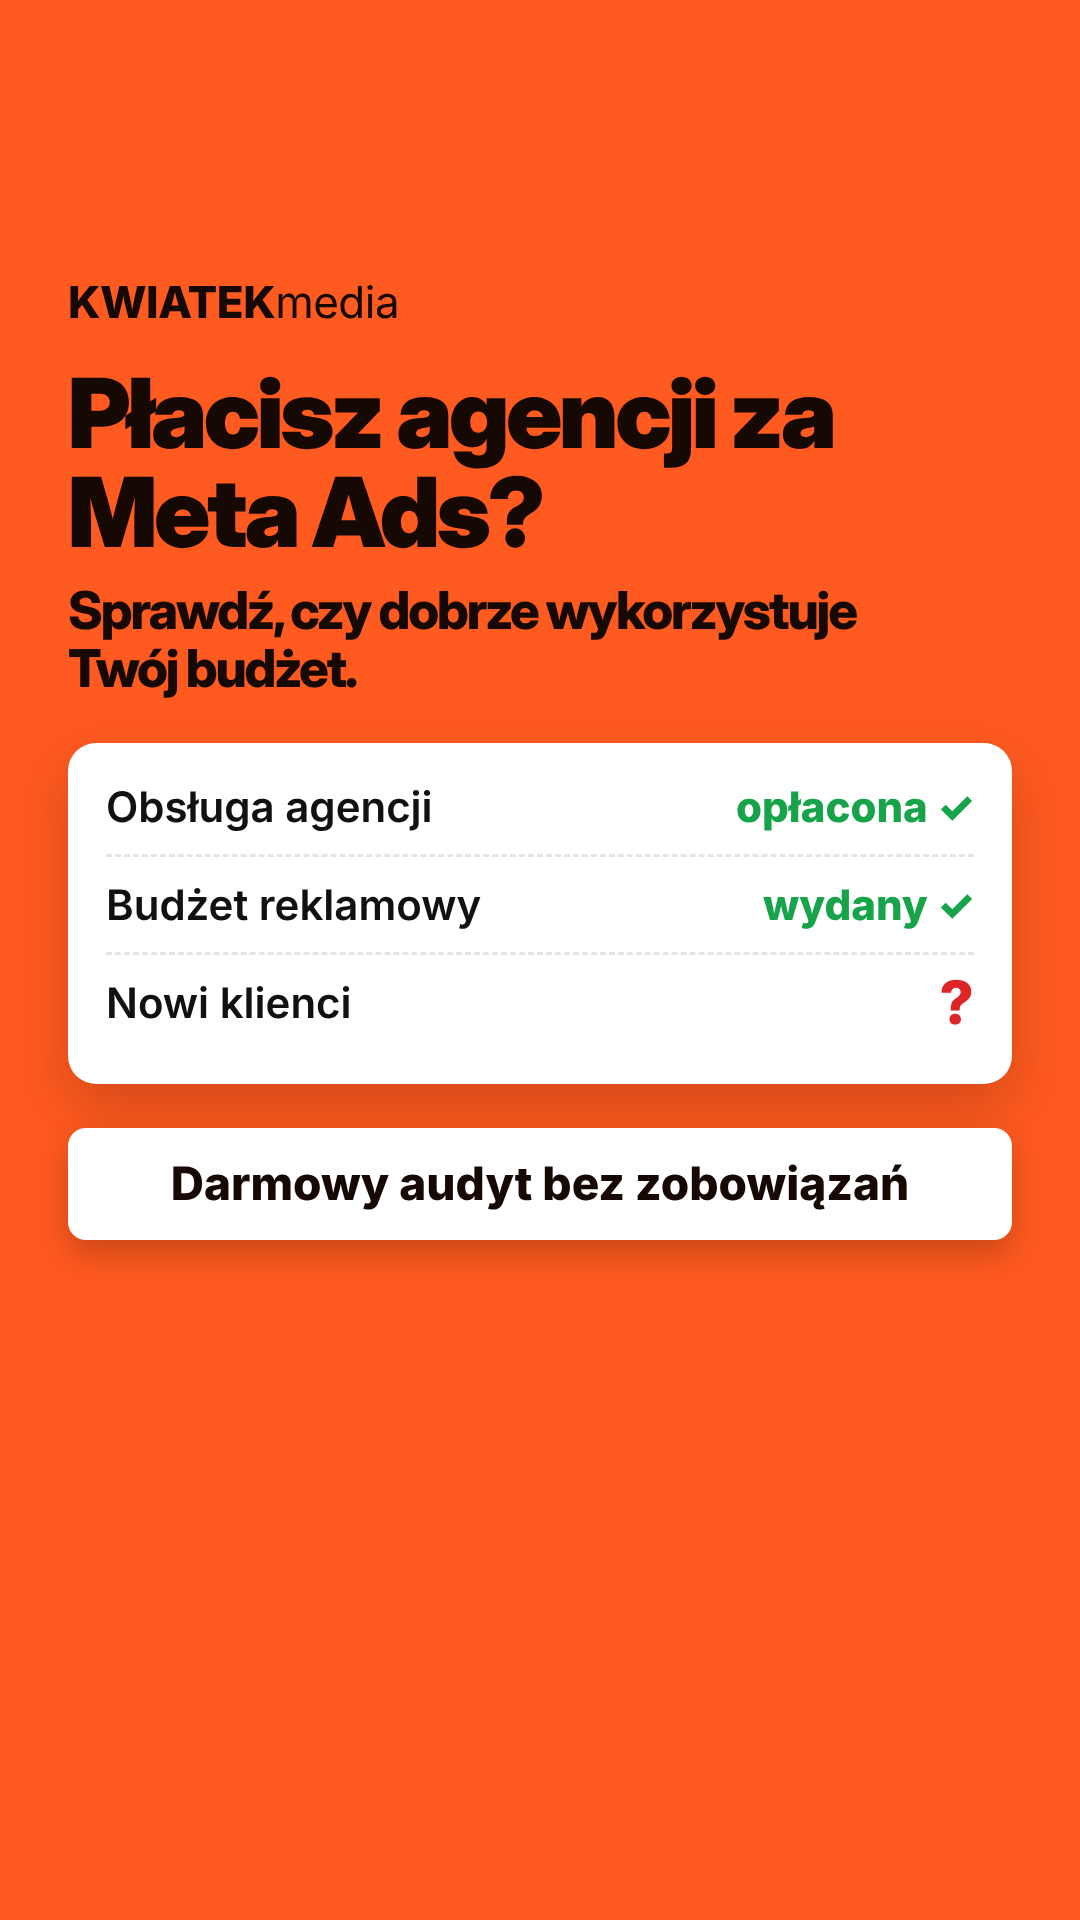 KWIATEKmedia
Płacisz agencji za
Meta Ads?
Sprawdź, czy dobrze wykorzystuje
Twój budżet.
Obsługa agencji opłacona ✓
Budżet reklamowy wydany ✓
Nowi klienci ?
Darmowy audyt bez zobowiązań